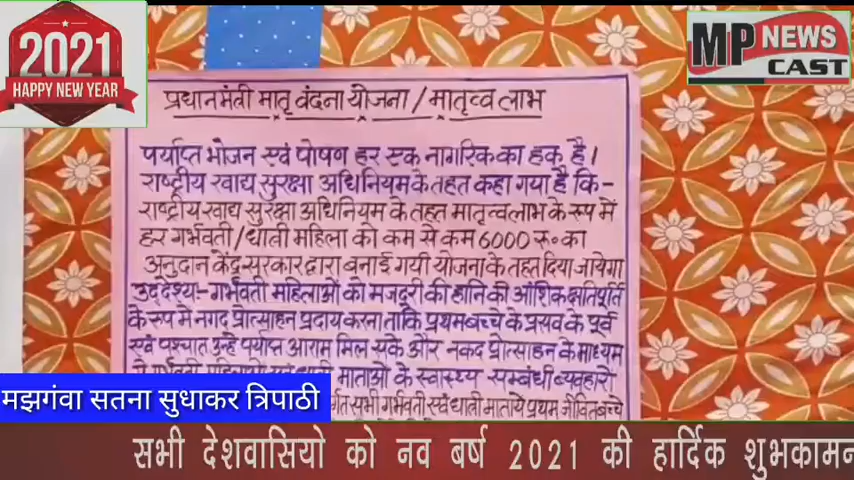 2021
HAPPY NEW YEAR
MP NEWS
CAST
प्रधानमंत्री मातृ वंदना योजना / मातृत्व लाभ
पर्याप्त भोजन एवं पोषण हर एक नागरिक का हक है।
राष्ट्रीय खाद्य सुरक्षा अधिनियम के तहत कहा गया है कि -
राष्ट्रीय खाद्य सुरक्षा अधिनियम के तहत मातृत्व लाभ के रूप में
हर गर्भवती / धात्री महिला को कम से कम 6000 रू० का
अनुदान केंद्र सरकार द्वारा बनाई गयी योजना के तहत दिया जायेगा
उद्देश्य - गर्भवती महिलाओं को मजदूरी की हानि की आंशिक क्षतिपूर्ति
के रूप में नगद प्रोत्साहन प्रदाय करना ताकि प्रथम बच्चे के प्रसव के पूर्व
एवं पश्चात उन्हें पर्याप्त आराम मिल सके और नकद प्रोत्साहन के माध्यम
माताओ के स्वास्थ्य सम्बंधी व्यवहारो
सभी गर्भवती एवं धात्री मातायें प्रथम जीवित बच्चे
मझगंवा सतना सुधाकर त्रिपाठी
सभी देशवासियो को नव बर्ष 2021 की हार्दिक शुभकामन